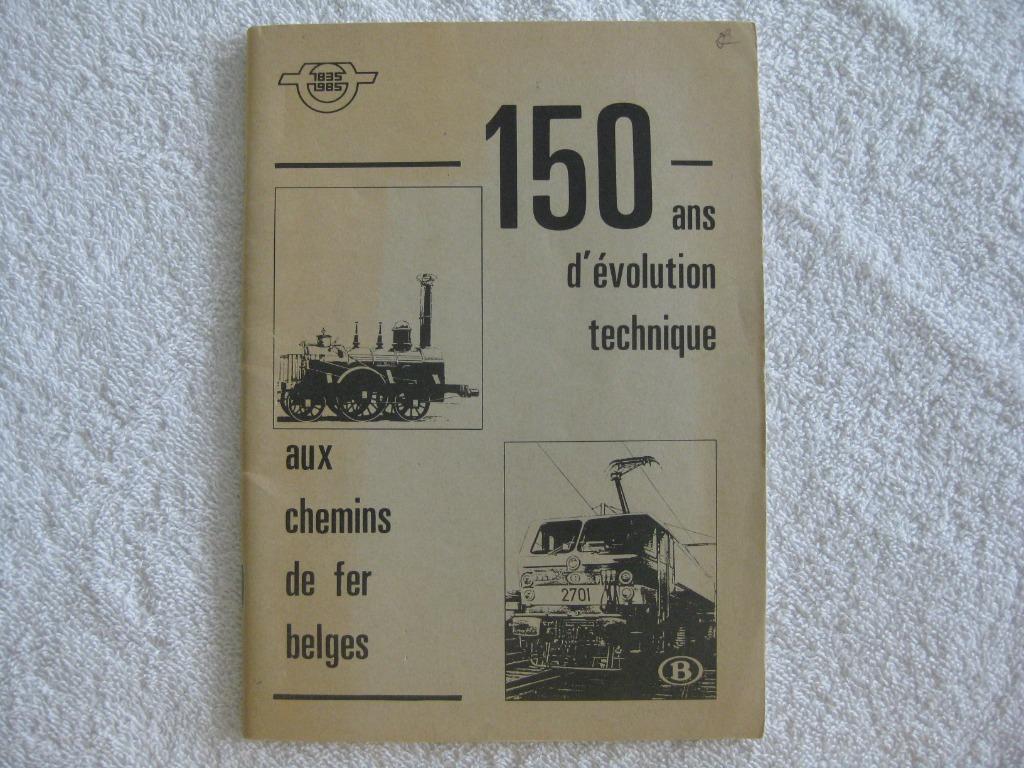 1835
1985
150
ans
d'évolution
technique
aux
chemins
de fer
belges
2701
B